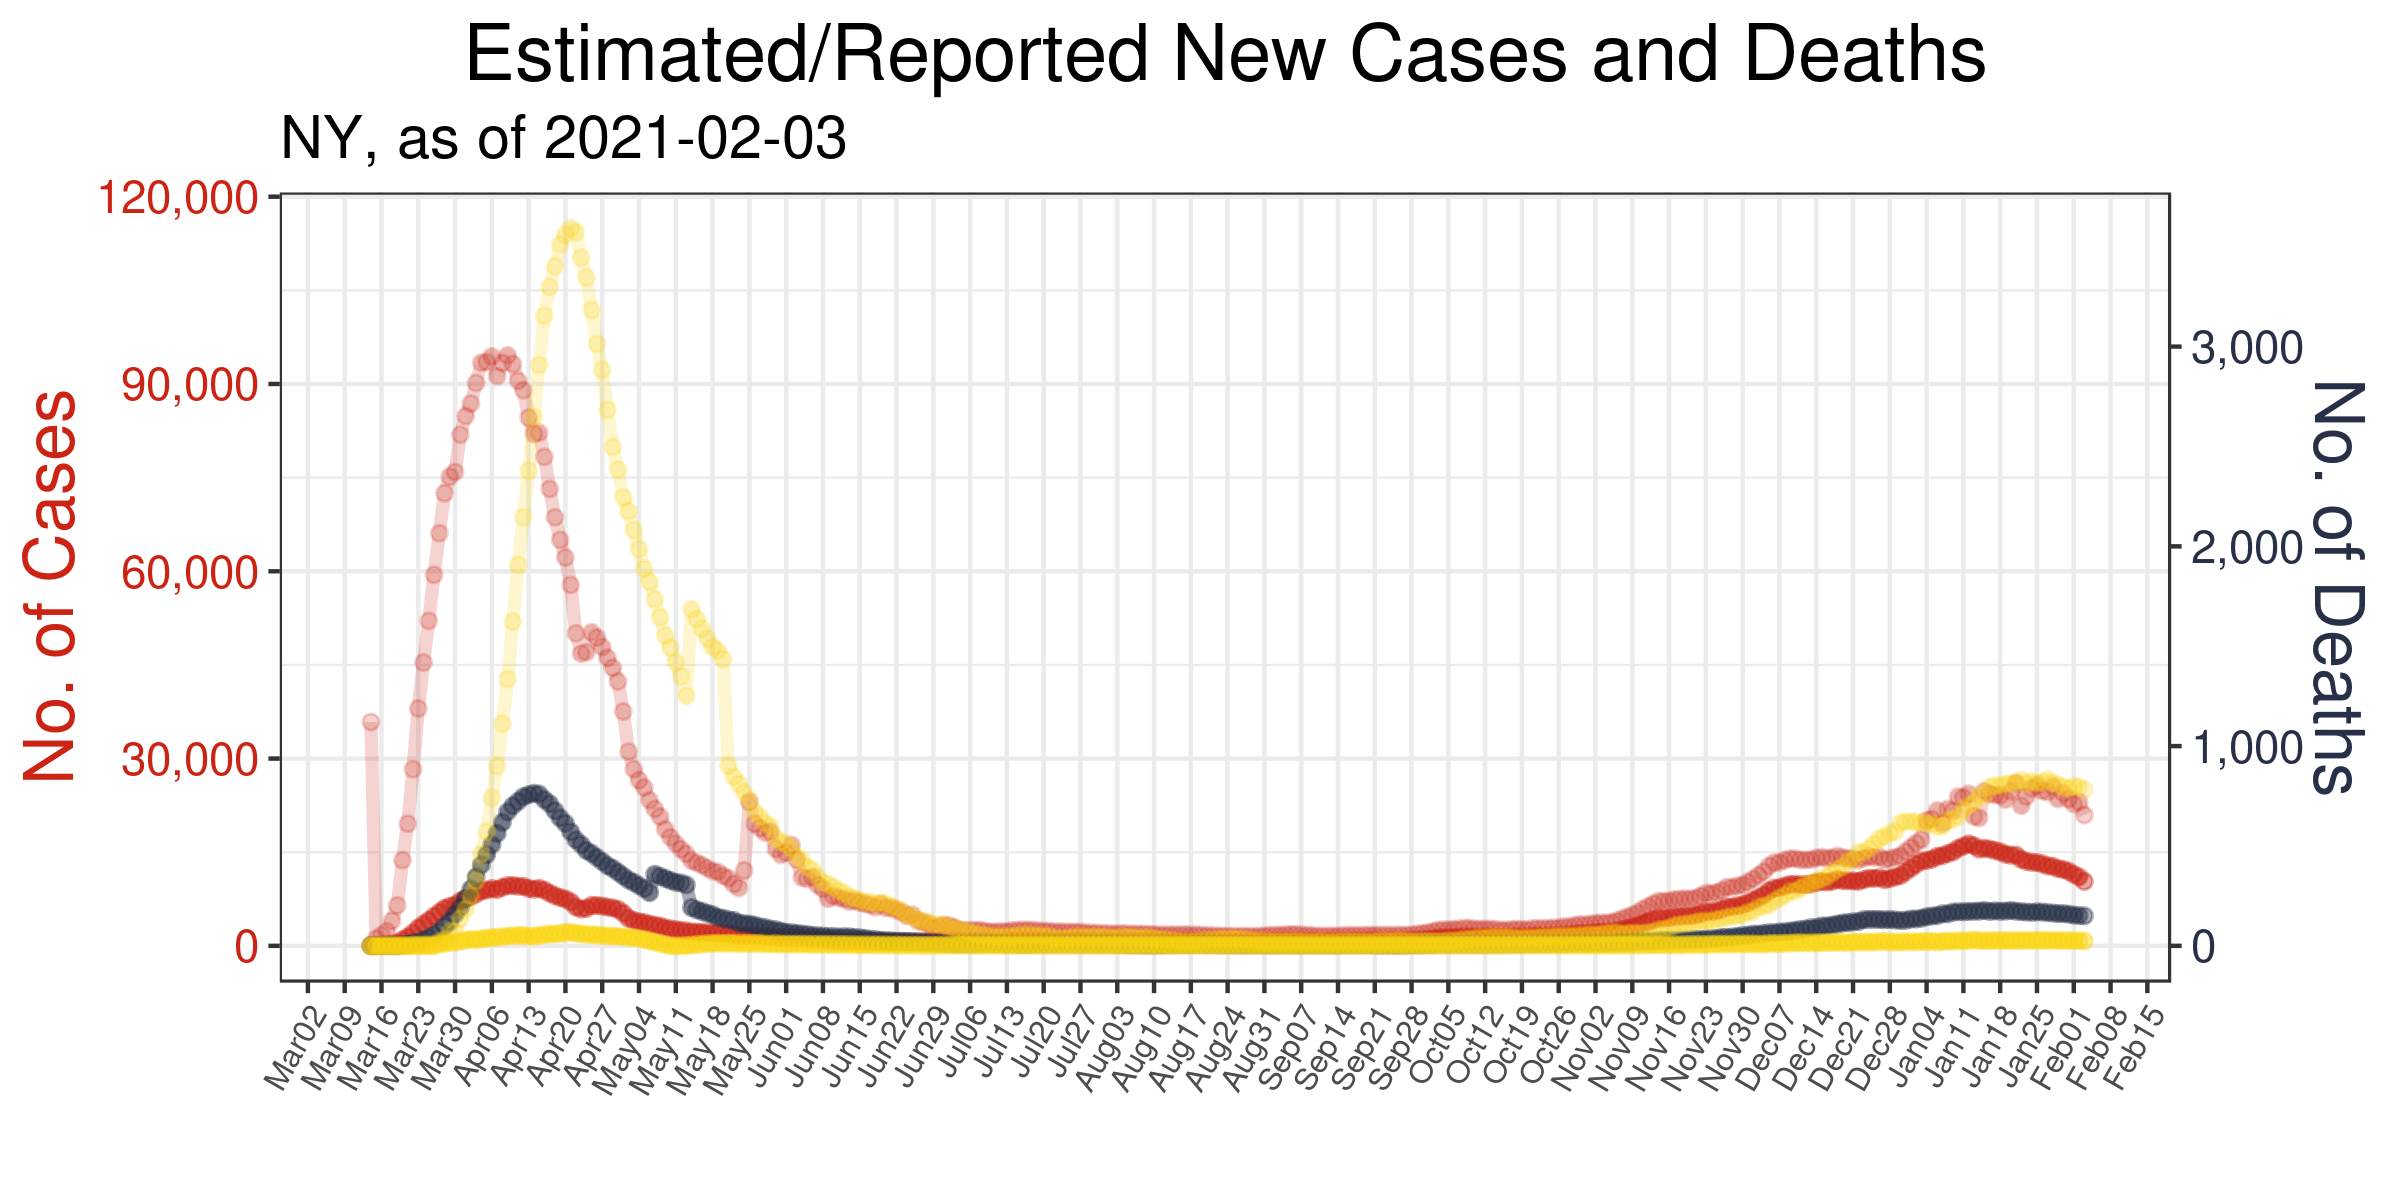 Estimated/Reported New Cases and Deaths
NY, as of 2021-02-03
No. of Cases
120,000
90,000
60,000
30,000
0
3,000
2,000
1,000
0
No. of Deaths
Mar02
Mar09
Mar16
Mar23
Mar30
Apr06
Apr13
Apr20
Apr27
May04
May11
May18
May25
Jun01
Jun08
Jun15
Jun22
Jun29
Jul06
Jul13
Jul20
Jul27
Aug03
Aug10
Aug17
Aug24
Aug31
Sep07
Sep14
Sep21
Sep28
Oct05
Oct12
Oct19
Oct26
Nov02
Nov09
Nov16
Nov23
Nov30
Dec07
Dec14
Dec21
Dec28
Jan04
Jan11
Jan18
Jan25
Feb01
Feb08
Feb15